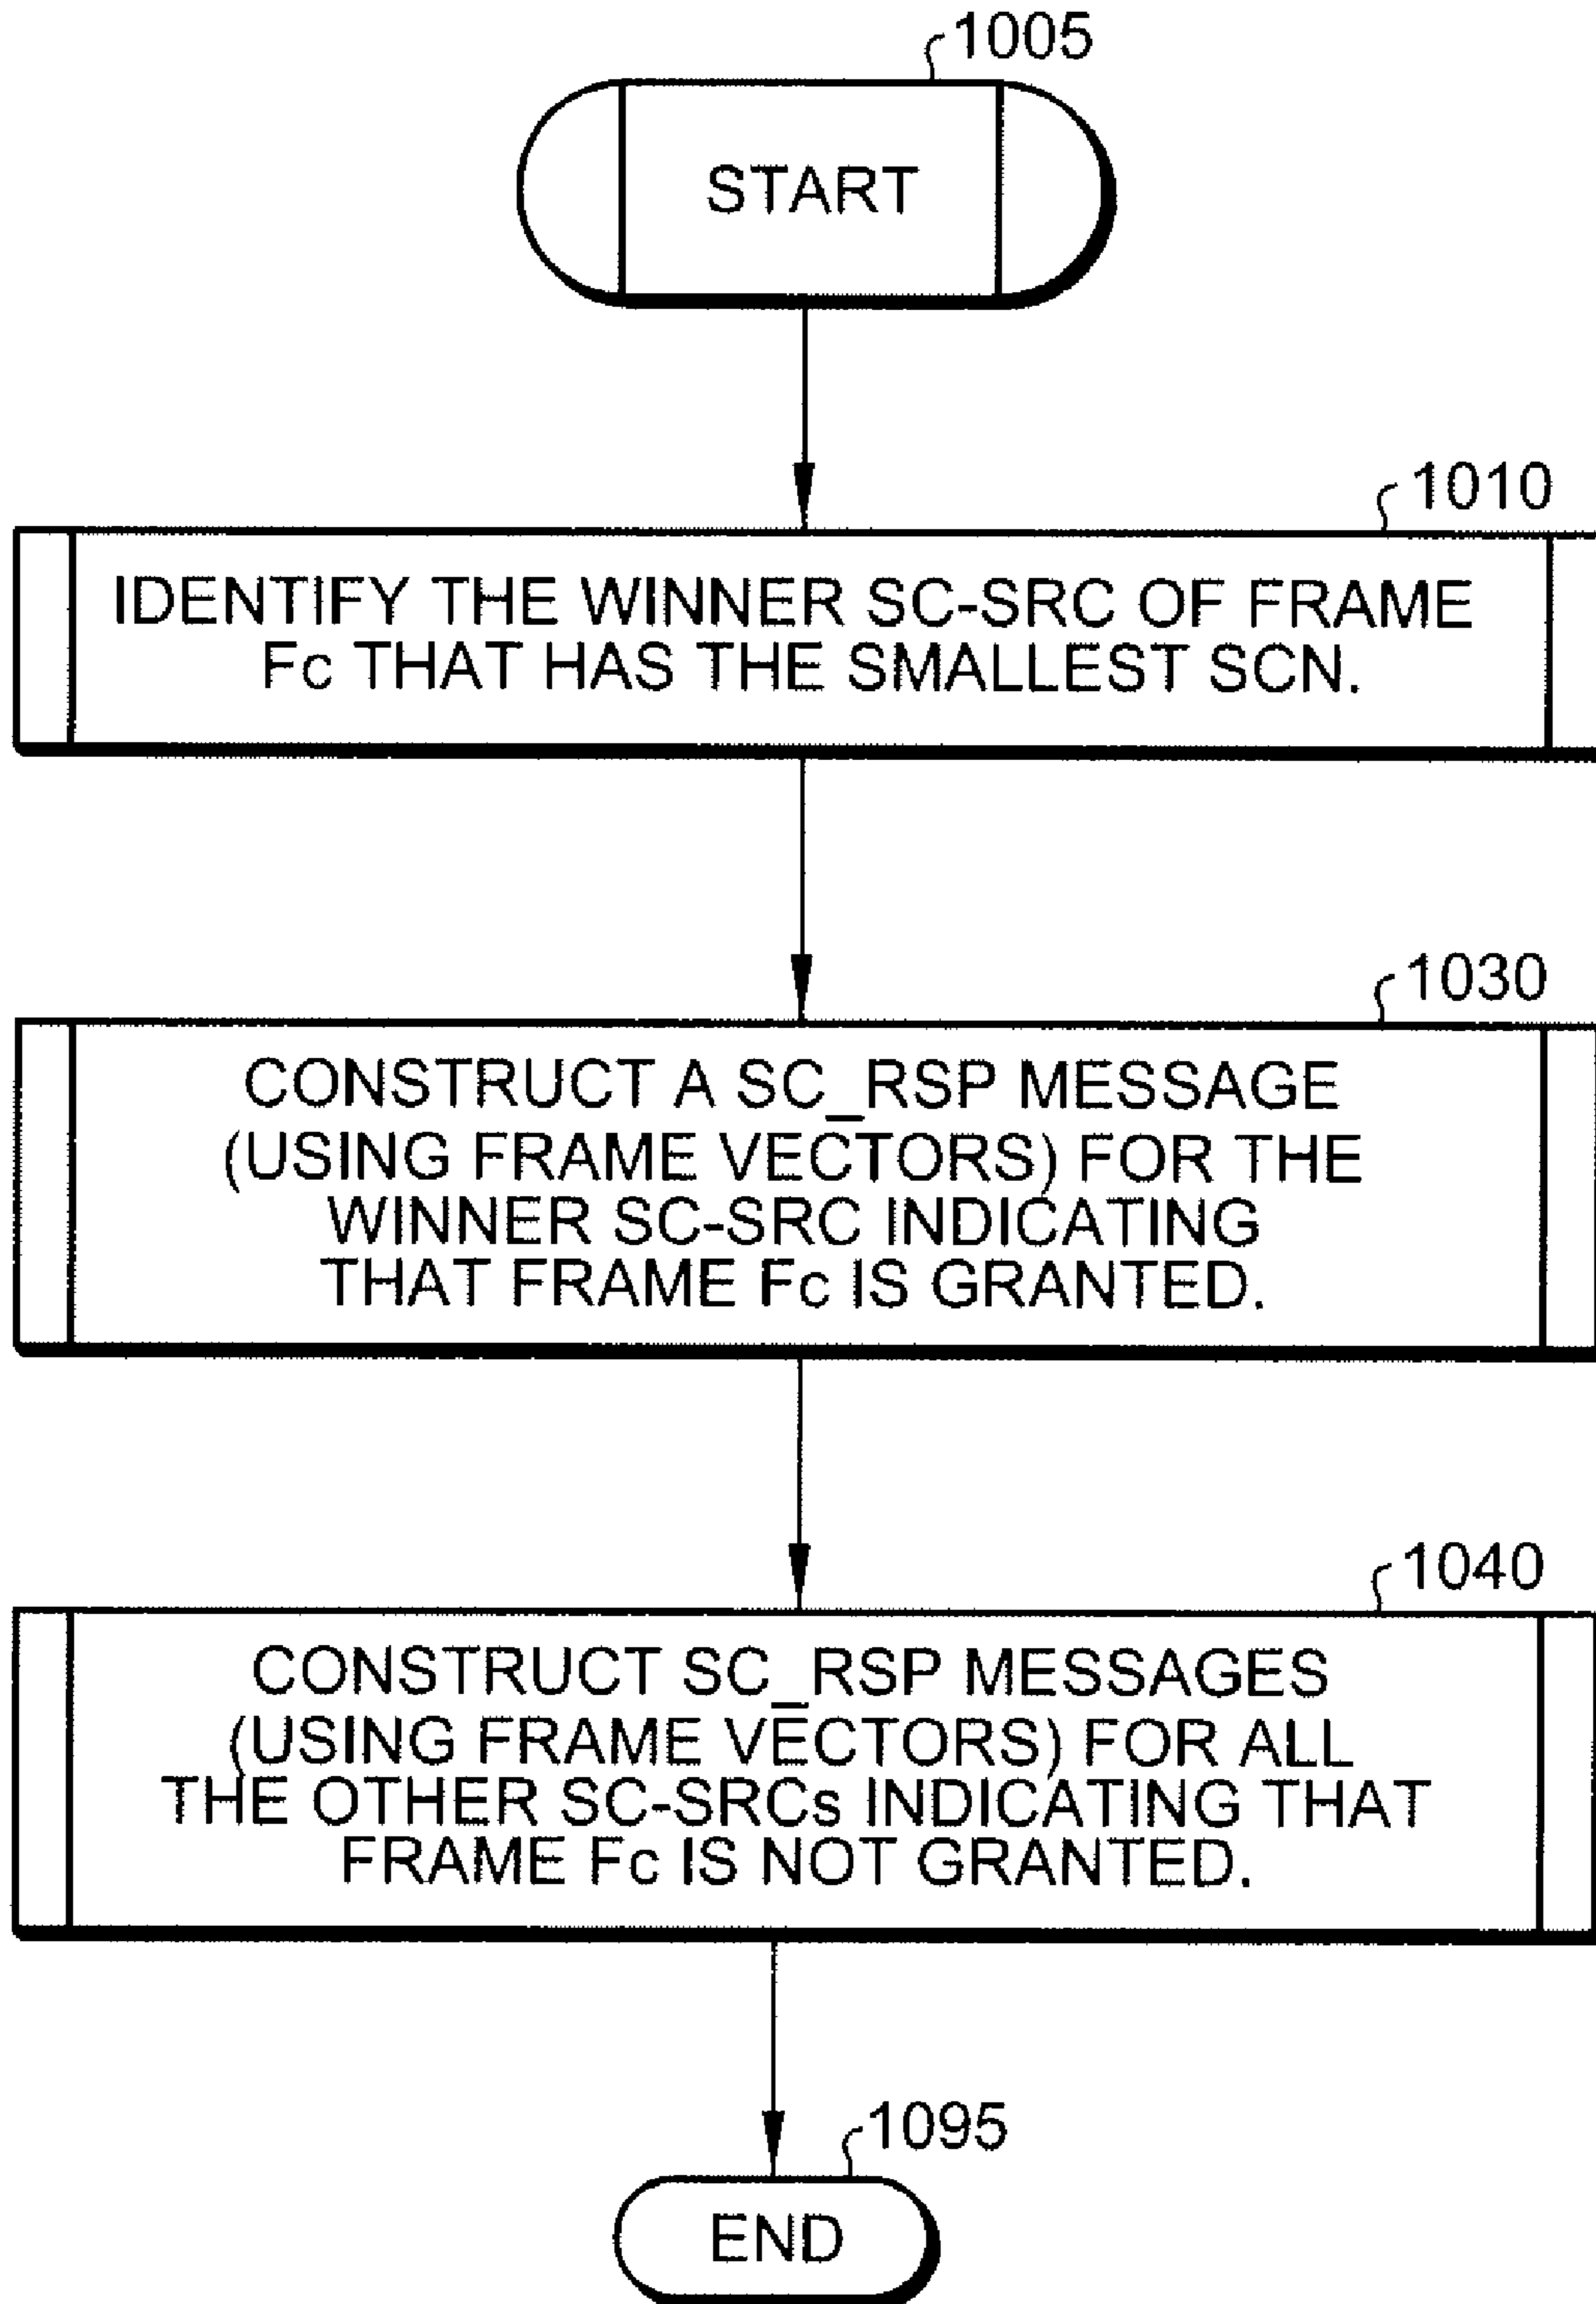 1005
START
1010
IDENTIFY THE WINNER SC-SRC OF FRAME
Fc THAT HAS THE SMALLEST SCN.
1030
CONSTRUCT A SC_RSP MESSAGE
(USING FRAME VECTORS) FOR THE
WINNER SC-SRC INDICATING
THAT FRAME Fc IS GRANTED.
1040
CONSTRUCT SC_RSP MESSAGES
(USING FRAME VECTORS) FOR ALL
THE OTHER SC-SRCs INDICATING THAT
FRAME Fc IS NOT GRANTED.
1095
END